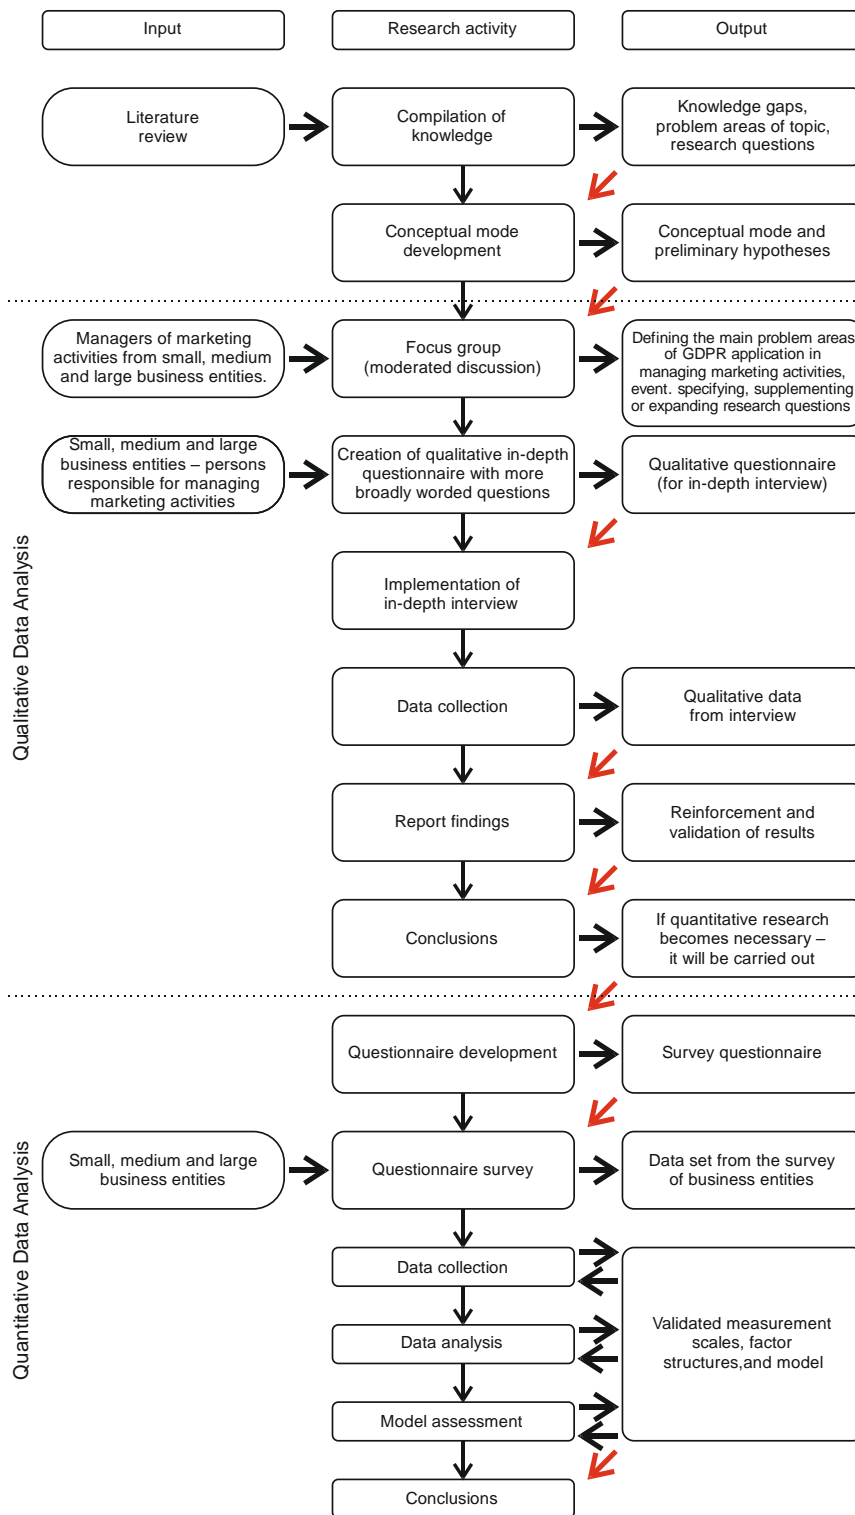 Input
Research activity
Output
Literature
review
Compilation of
knowledge
Knowledge gaps,
problem areas of topic,
research questions
Conceptual mode
development
Conceptual mode and
preliminary hypotheses
Qualitative Data Analysis
Managers of marketing
activities from small, medium
and large business entities.
Focus group
(moderated discussion)
Defining the main problem areas
of GDPR application in
managing marketing activities,
event. specifying, supplementing
or expanding research questions
Small, medium and large
business entities – persons
responsible for managing
marketing activities
Creation of qualitative in-depth
questionnaire with more
broadly worded questions
Qualitative questionnaire
(for in-depth interview)
Implementation of
in-depth interview
Data collection
Qualitative data
from interview
Report findings
Reinforcement and
validation of results
Conclusions
If quantitative research
becomes necessary –
it will be carried out
Quantitative Data Analysis
Questionnaire development
Survey questionnaire
Small, medium and large
business entities
Questionnaire survey
Data set from the survey
of business entities
Data collection
Data analysis
Model assessment
Validated measurement
scales, factor
structures,and model
Conclusions